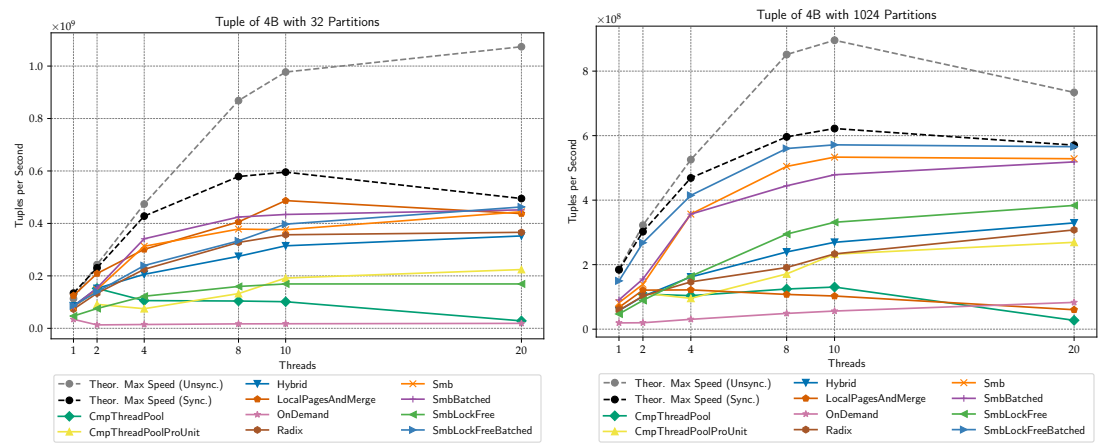 Tuple of 4B with 32 Partitions
×10⁹
Tuples per Second
1.0
0.8
0.6
0.4
0.2
0.0
1 2 4 8 10 20
Threads
Theor. Max Speed (Unsync.)
Theor. Max Speed (Sync.)
CmpThreadPool
CmpThreadPoolProUnit
Hybrid
LocalPagesAndMerge
OnDemand
Radix
Smb
SmbBatched
SmbLockFree
SmbLockFreeBatched
Tuple of 4B with 1024 Partitions
×10⁸
Tuples per Second
8
6
4
2
0
1 2 4 8 10 20
Threads
Theor. Max Speed (Unsync.)
Theor. Max Speed (Sync.)
CmpThreadPool
CmpThreadPoolProUnit
Hybrid
LocalPagesAndMerge
OnDemand
Radix
Smb
SmbBatched
SmbLockFree
SmbLockFreeBatched